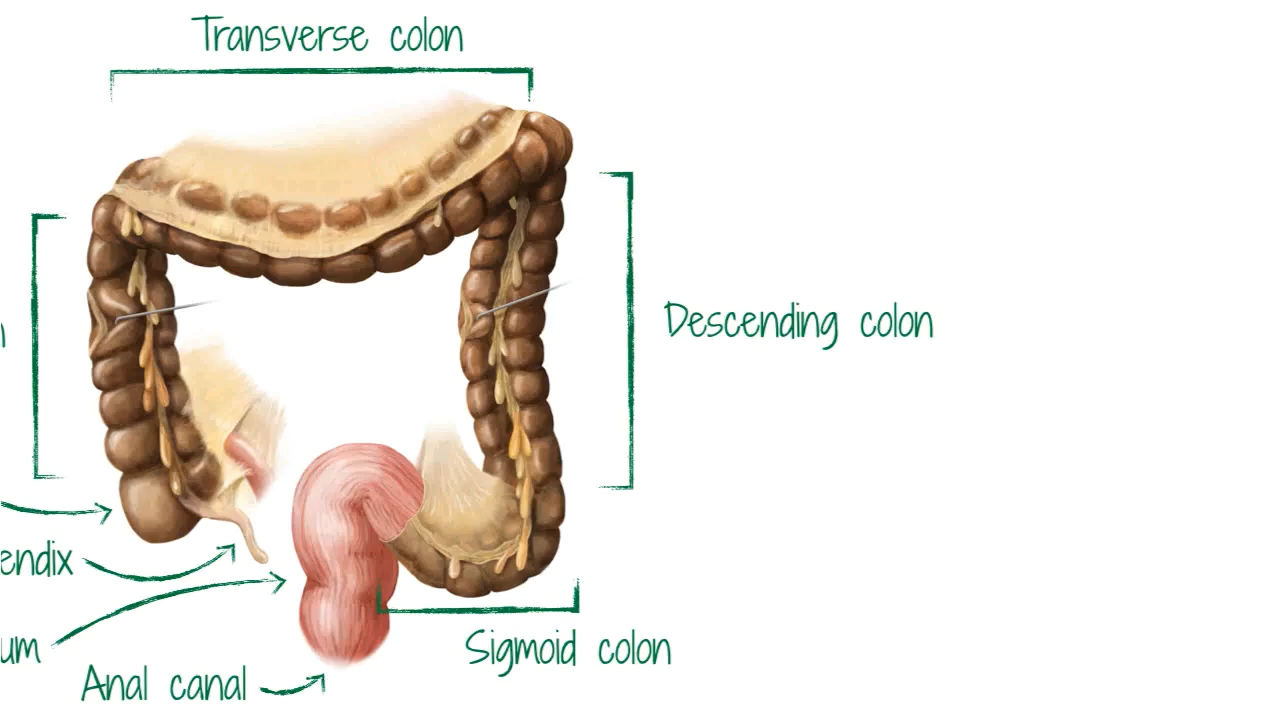 Transverse colon
Descending colon
endix
um
Sigmoid colon
Anal canal